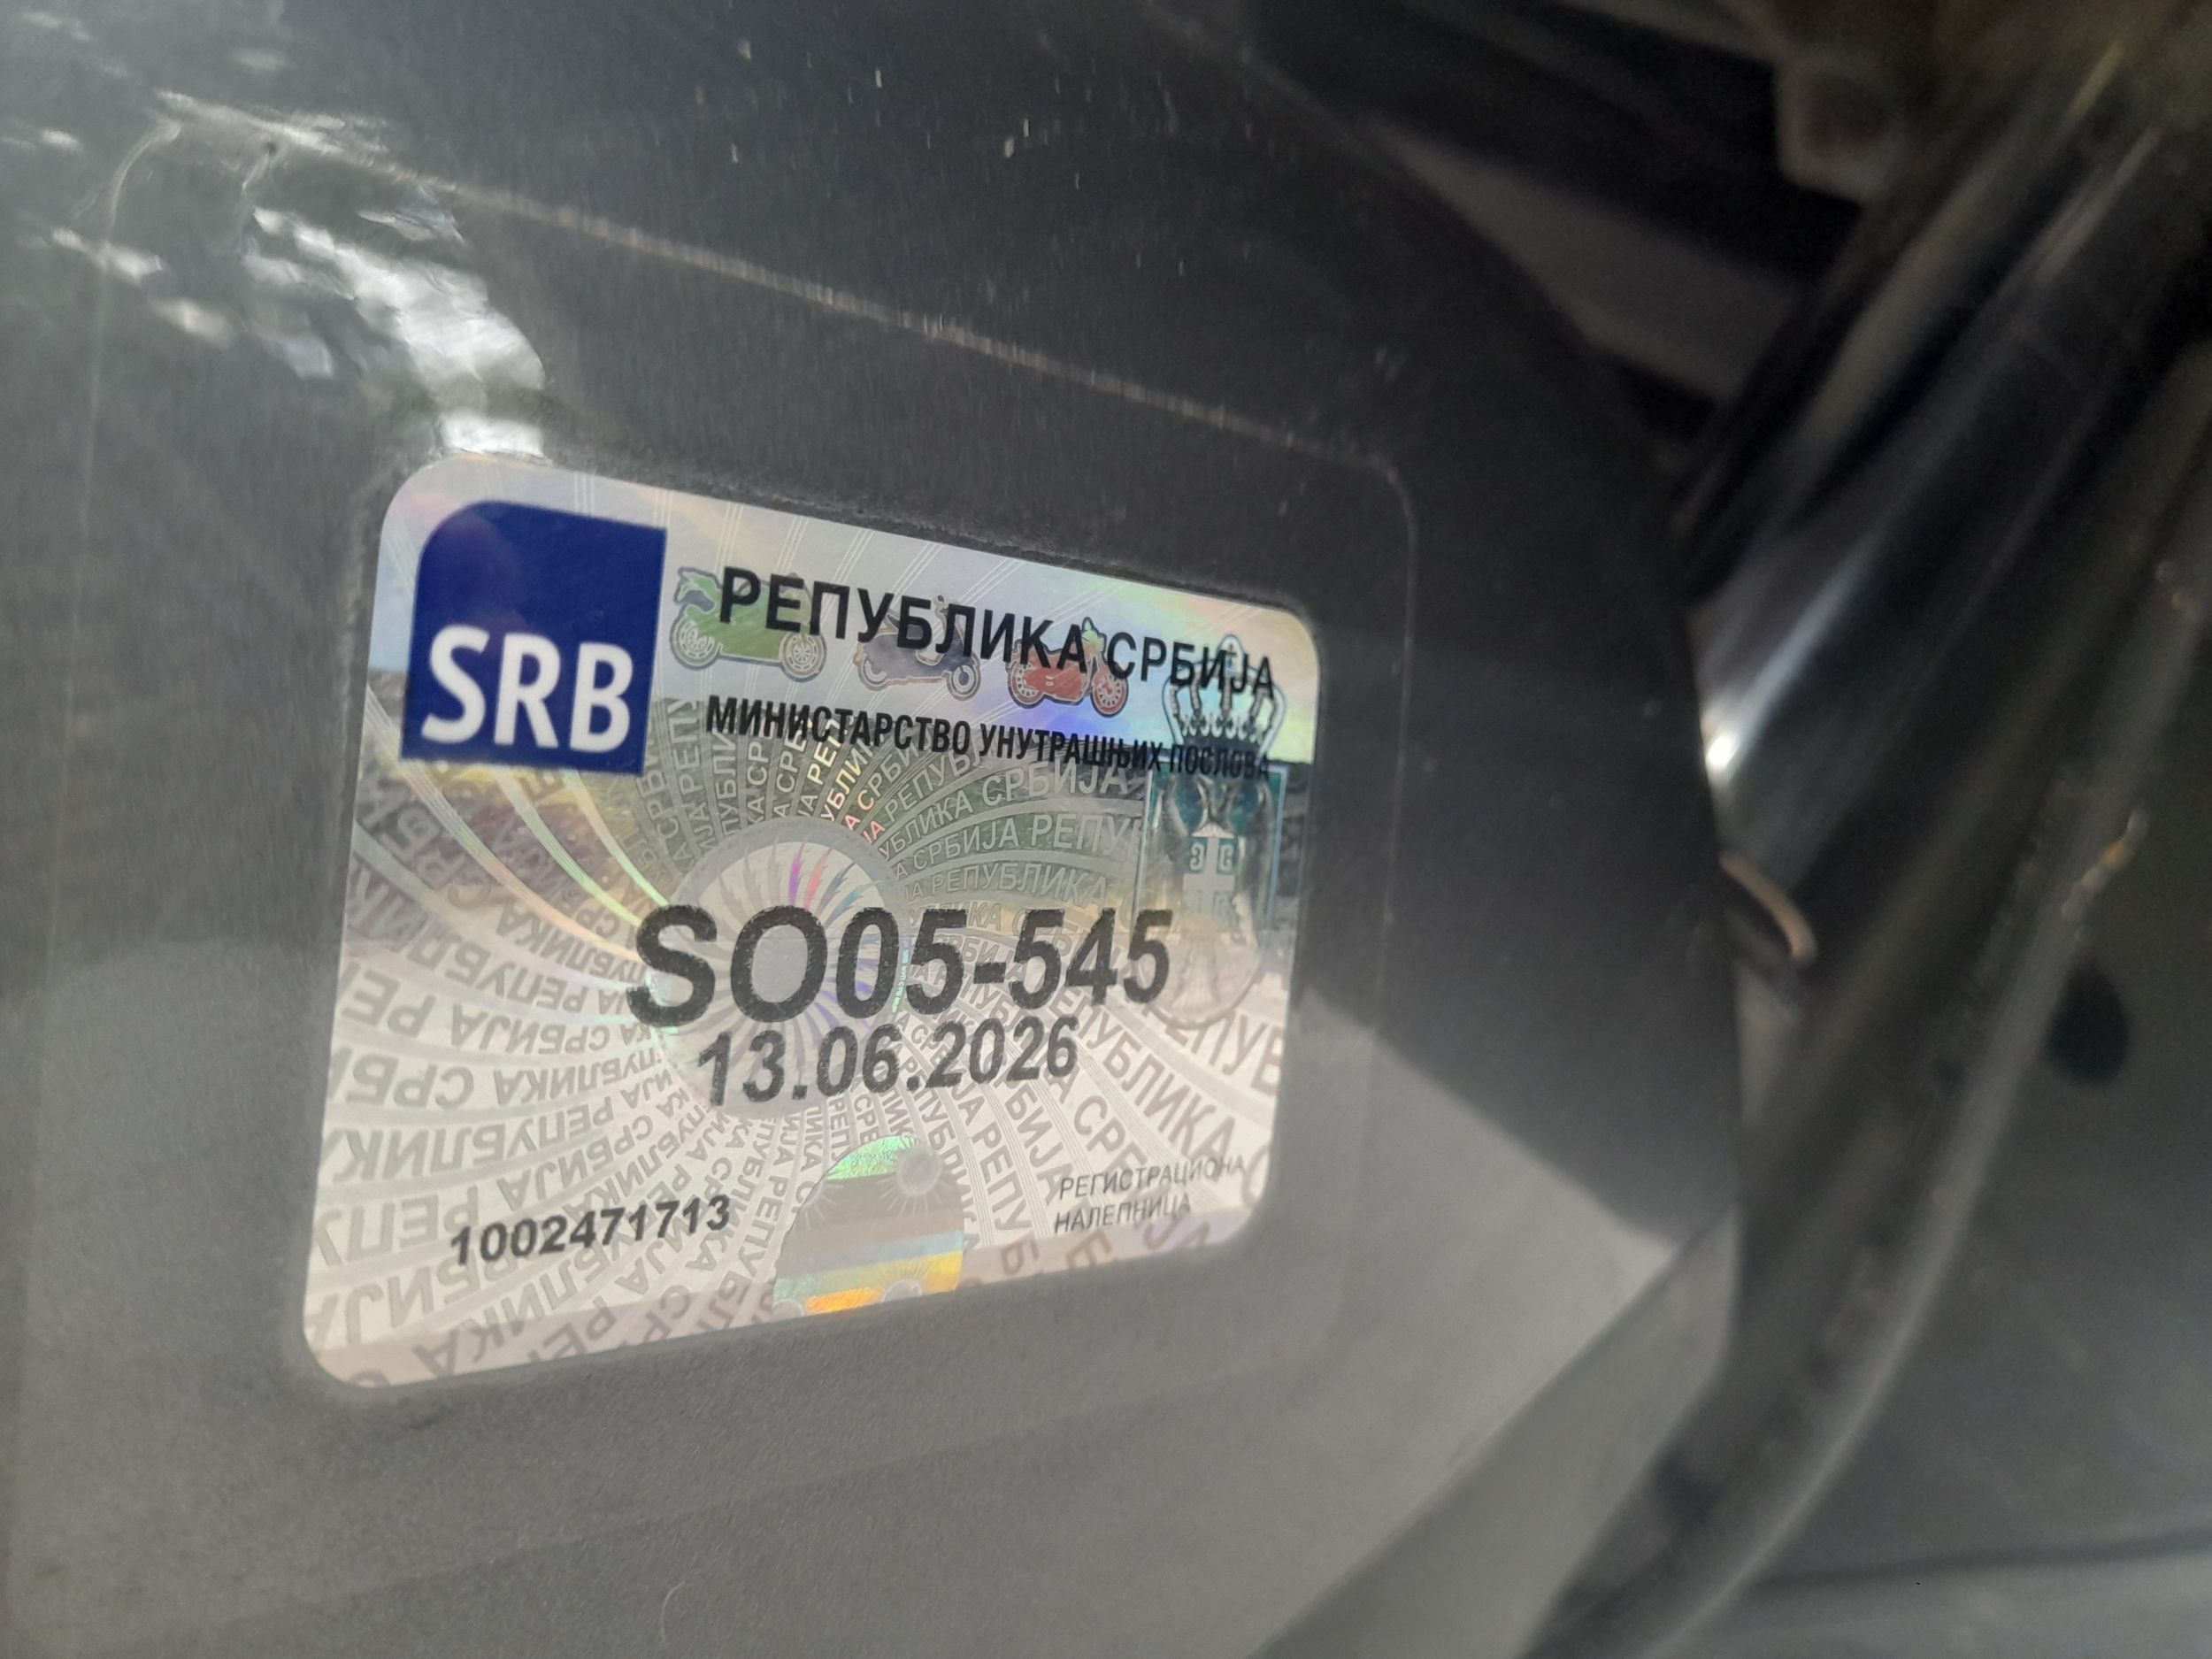 SRB
РЕПУБЛИКА СРБИЈА
МИНИСТАРСТВО УНУТРАШЊИХ ПОСЛОВА
SO05-545
13.06.2026
1002471713
РЕГИСТРАЦИОНА
НАЛЕПНИЦА